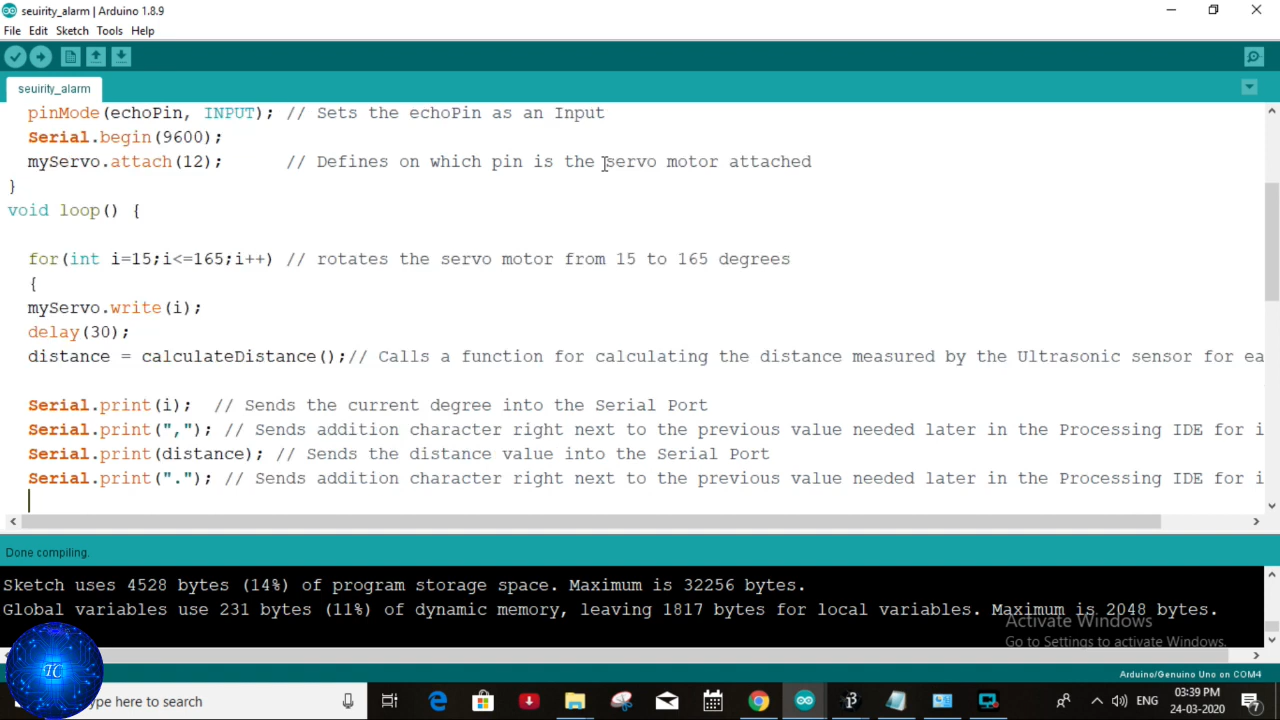 seuirity_alarm | Arduino 1.8.9
File Edit Sketch Tools Help
seuirity_alarm
pinMode(echoPin, INPUT); // Sets the echoPin as an Input
Serial.begin(9600);
myServo.attach(12); // Defines on which pin is the servo motor attached
}
void loop() {
for(int i=15;i<=165;i++) // rotates the servo motor from 15 to 165 degrees
{
myServo.write(i);
delay(30);
distance = calculateDistance();// Calls a function for calculating the distance measured by the Ultrasonic sensor for ea
Serial.print(i); // Sends the current degree into the Serial Port
Serial.print(","); // Sends addition character right next to the previous value needed later in the Processing IDE for i
Serial.print(distance); // Sends the distance value into the Serial Port
Serial.print("."); // Sends addition character right next to the previous value needed later in the Processing IDE for i
Done compiling.
Sketch uses 4528 bytes (14%) of program storage space. Maximum is 32256 bytes.
Global variables use 231 bytes (11%) of dynamic memory, leaving 1817 bytes for local variables. Maximum is 2048 bytes.
Activate Windows
Go to Settings to activate Windows.
Arduino/Genuino Uno on COM4
TC
ype here to search
ENG
03:39 PM
24-03-2020
7